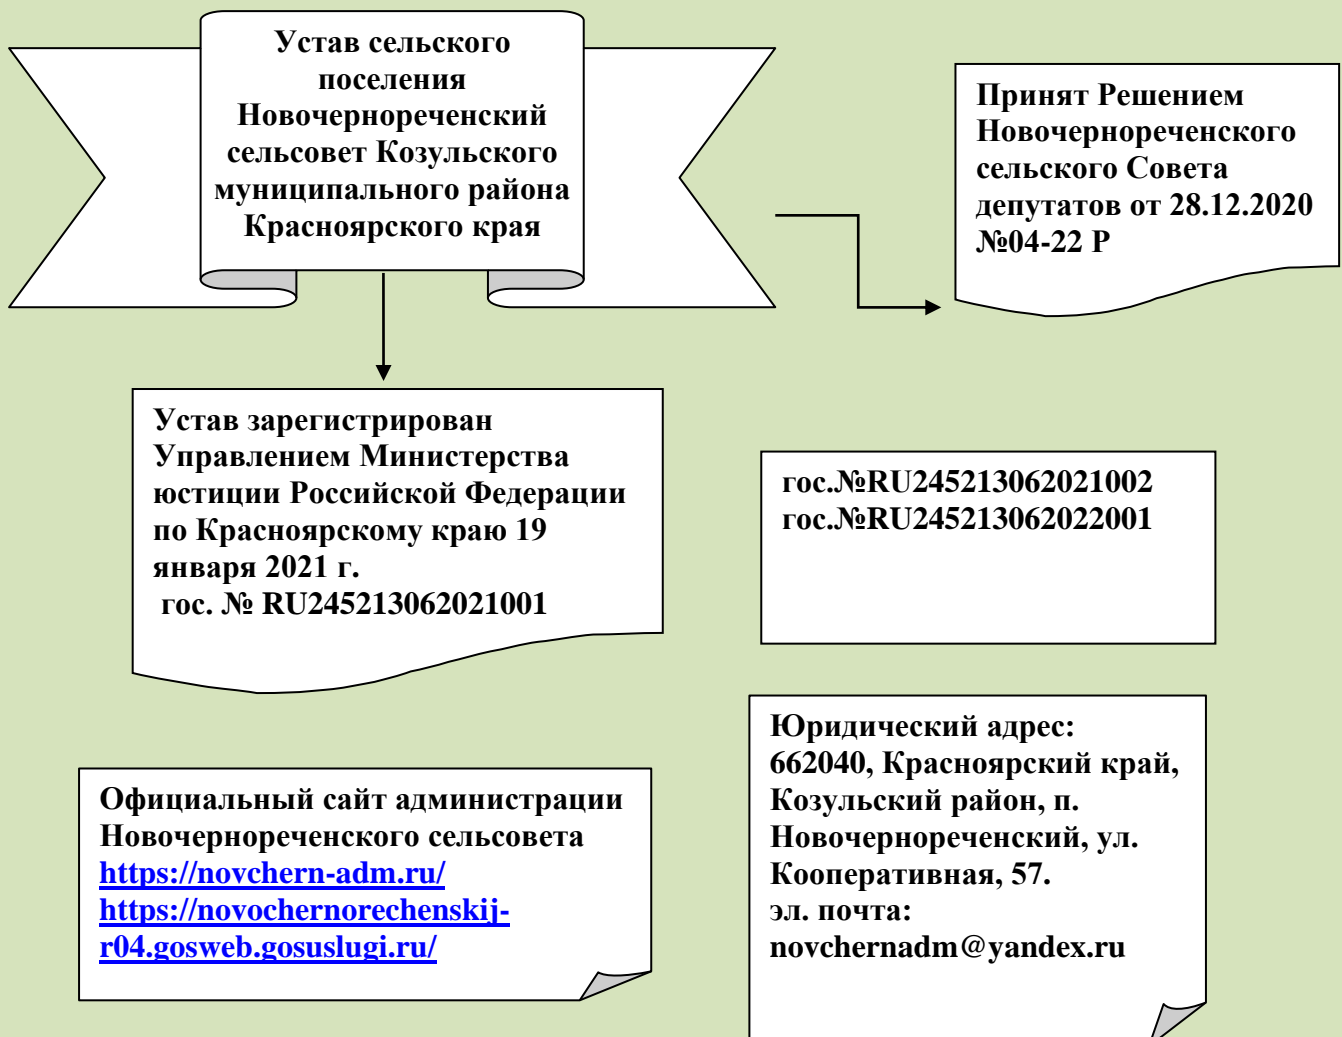 Устав сельского
поселения
Новочернореченский
сельсовет Козульского
муниципального района
Красноярского края
Принят Решением
Новочернореченского
сельского Совета
депутатов от 28.12.2020
№04-22 Р
Устав зарегистрирован
Управлением Министерства
юстиции Российской Федерации
по Красноярскому краю 19
января 2021 г.
гос. № RU245213062021001
гос.№RU245213062021002
гос.№RU245213062022001
Официальный сайт администрации
Новочернореченского сельсовета
https://novchern-adm.ru/
https://novochernorechenskij-
r04.gosweb.gosuslugi.ru/
Юридический адрес:
662040, Красноярский край,
Козульский район, п.
Новочернореченский, ул.
Кооперативная, 57.
эл. почта:
novchernadm@yandex.ru